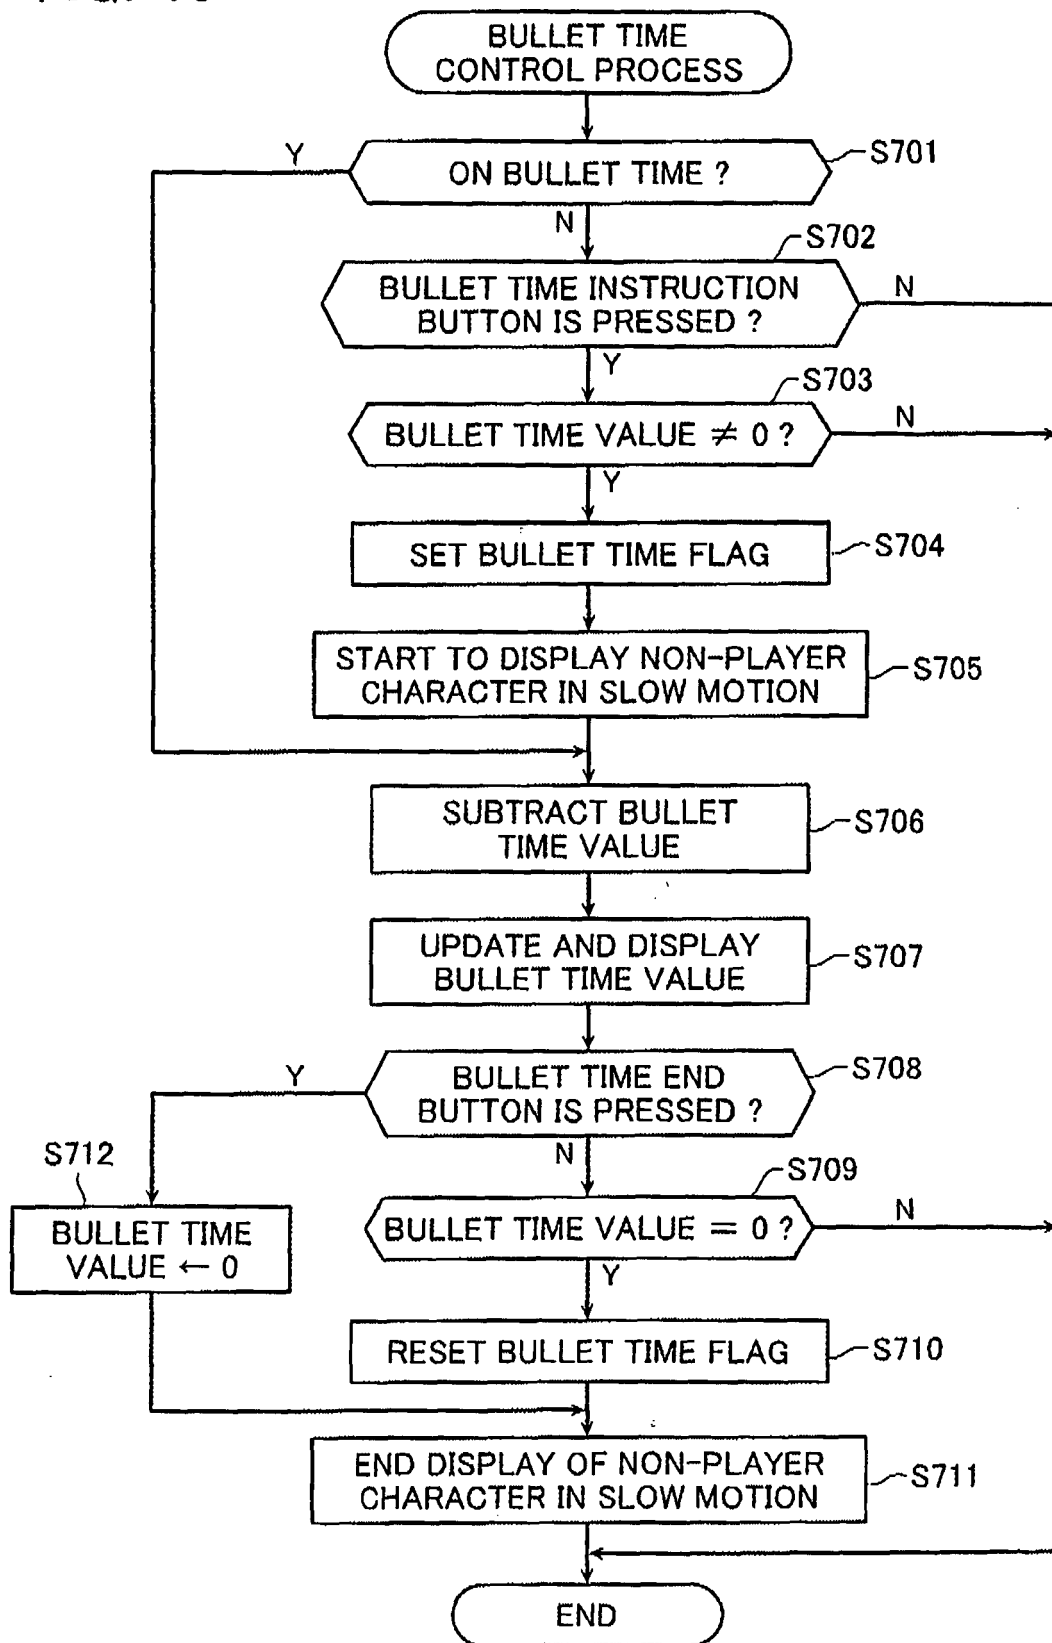 BULLET TIME
CONTROL PROCESS
Y
ON BULLET TIME ?
S701
N
S702
BULLET TIME INSTRUCTION
BUTTON IS PRESSED ?
N
Y
S703
BULLET TIME VALUE ≠ 0 ?
N
Y
SET BULLET TIME FLAG
S704
START TO DISPLAY NON-PLAYER
CHARACTER IN SLOW MOTION
S705
SUBTRACT BULLET
TIME VALUE
S706
UPDATE AND DISPLAY
BULLET TIME VALUE
S707
Y
BULLET TIME END
BUTTON IS PRESSED ?
S708
N
S712
BULLET TIME
VALUE ← 0
S709
BULLET TIME VALUE = 0 ?
N
Y
RESET BULLET TIME FLAG
S710
END DISPLAY OF NON-PLAYER
CHARACTER IN SLOW MOTION
S711
END